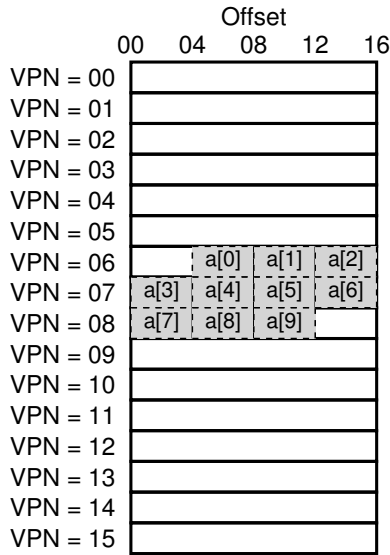 Offset
00 04 08 12 16
VPN = 00
VPN = 01
VPN = 02
VPN = 03
VPN = 04
VPN = 05
VPN = 06 a[0] a[1] a[2]
VPN = 07 a[3] a[4] a[5] a[6]
VPN = 08 a[7] a[8] a[9]
VPN = 09
VPN = 10
VPN = 11
VPN = 12
VPN = 13
VPN = 14
VPN = 15